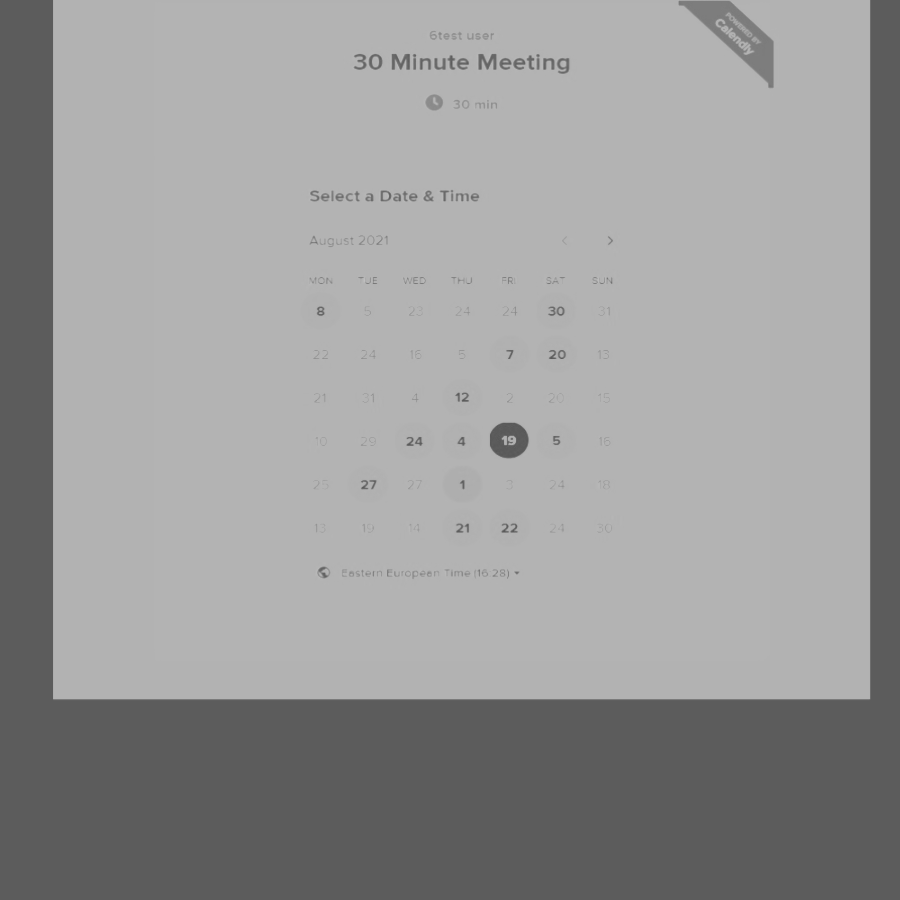 POWERED BY
Calendly
6test user
30 Minute Meeting
30 min
Select a Date & Time
August 2021
MON TUE WED THU FRI SAT SUN
8 5 23 24 24 30 31
22 24 16 5 7 20 13
21 31 4 12 2 20 15
10 29 24 4 19 5 16
25 27 27 1 3 24 18
13 19 14 21 22 24 30
Eastern European Time (16:28)